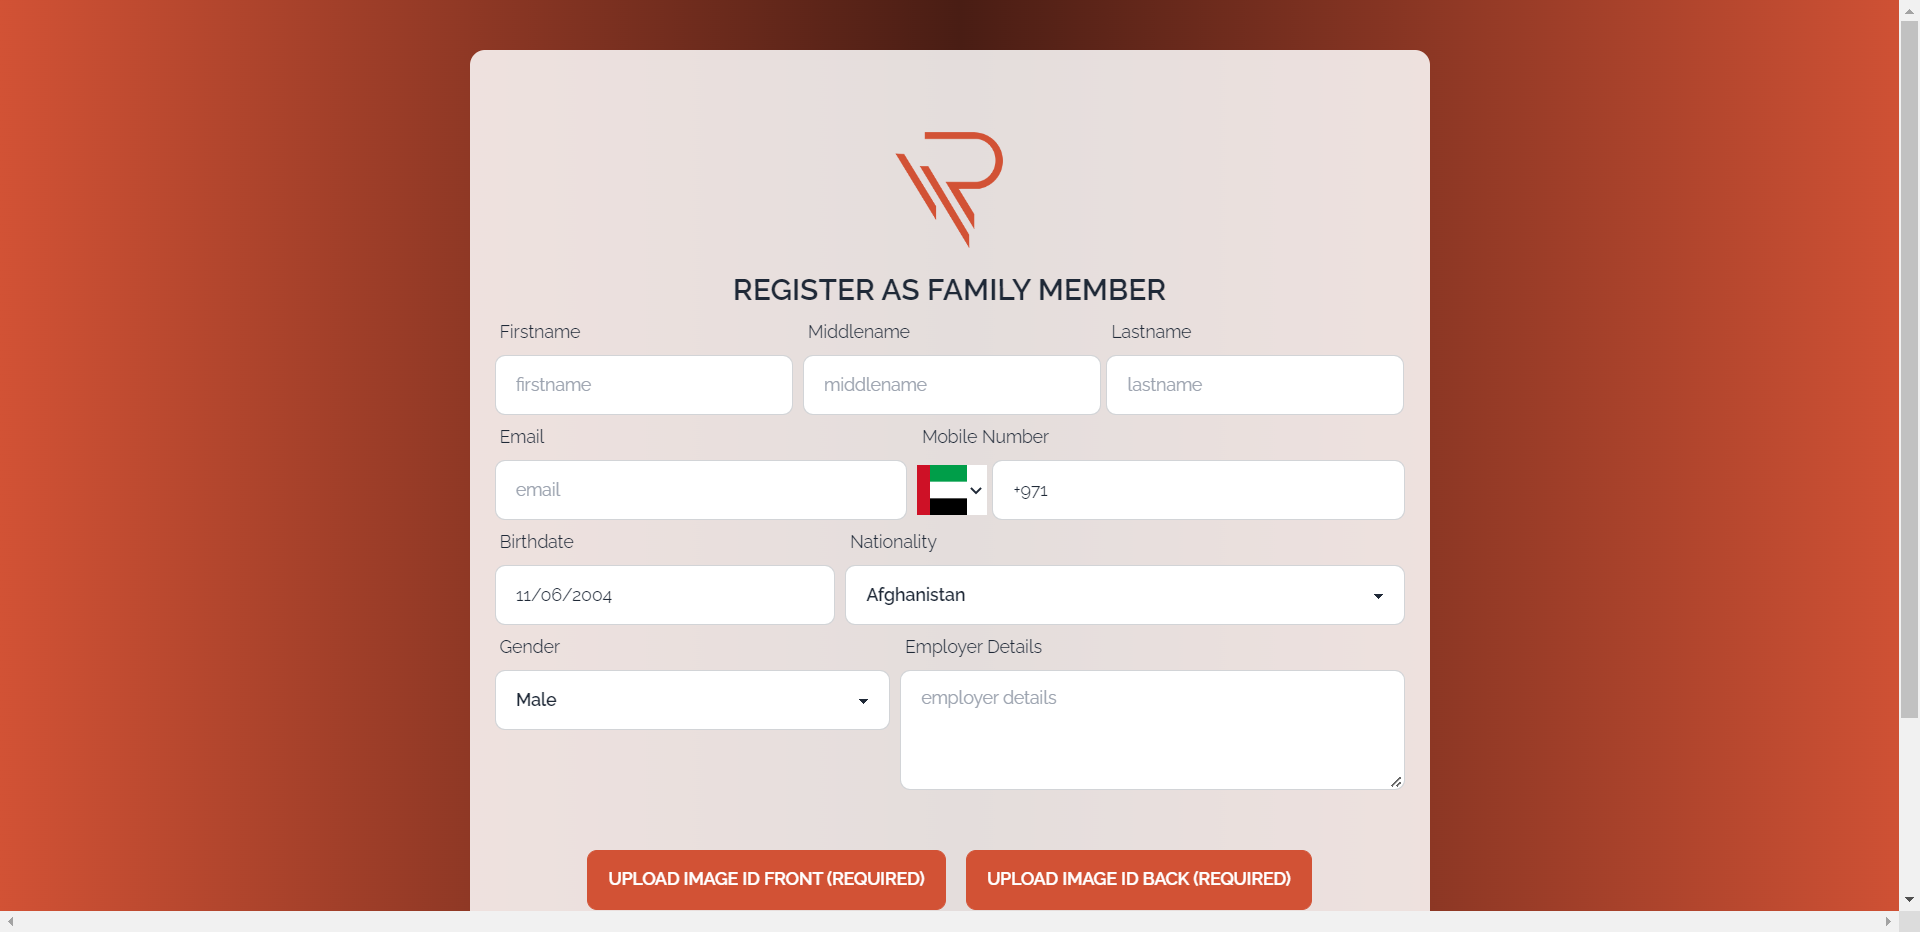 REGISTER AS FAMILY MEMBER
Firstname Middlename Lastname
firstname middlename lastname
Email Mobile Number
email +971
Birthdate Nationality
11/06/2004 Afghanistan
Gender Employer Details
Male employer details
UPLOAD IMAGE ID FRONT (REQUIRED) UPLOAD IMAGE ID BACK (REQUIRED)